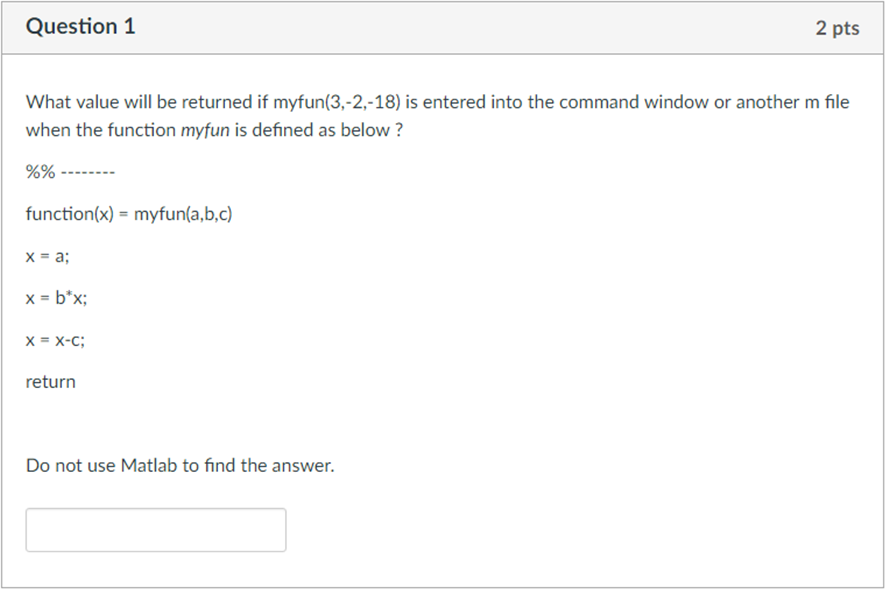 Question 1
2 pts
What value will be returned if myfun(3,-2,-18) is entered into the command window or another m file
when the function myfun is defined as below ?
%% --------
function(x) = myfun(a,b,c)
x = a;
x = b*x;
x = x-c;
return
Do not use Matlab to find the answer.